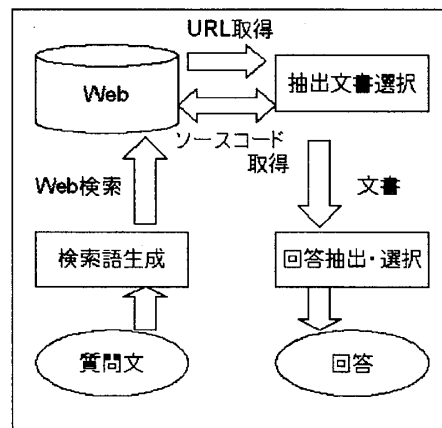 URL取得
Web
抽出文書選択
ソースコード
取得
Web検索
文書
検索語生成
回答抽出・選択
質問文
回答